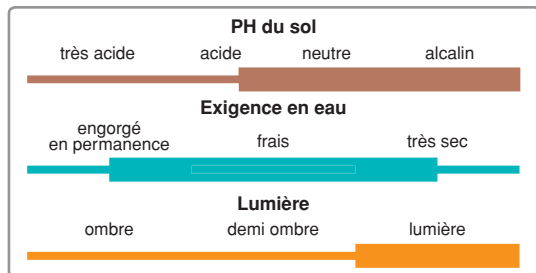 PH du sol
très acide acide neutre alcalin
Exigence en eau
engorgé
en permanence frais très sec
Lumière
ombre demi ombre lumière